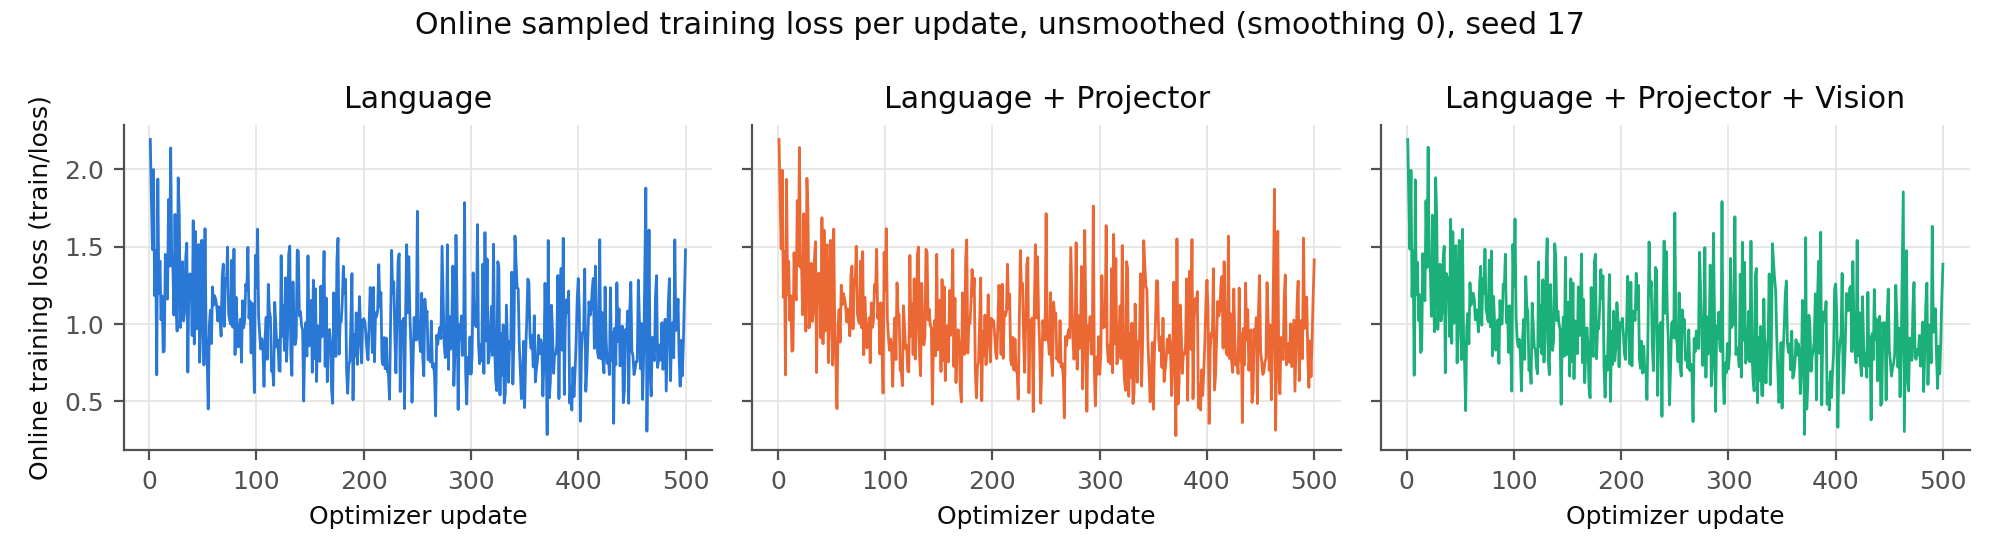 Online sampled training loss per update, unsmoothed (smoothing 0), seed 17
Language
Language + Projector
Language + Projector + Vision
Online training loss (train/loss)
2.0
1.5
1.0
0.5
0 100 200 300 400 500
0 100 200 300 400 500
0 100 200 300 400 500
Optimizer update
Optimizer update
Optimizer update